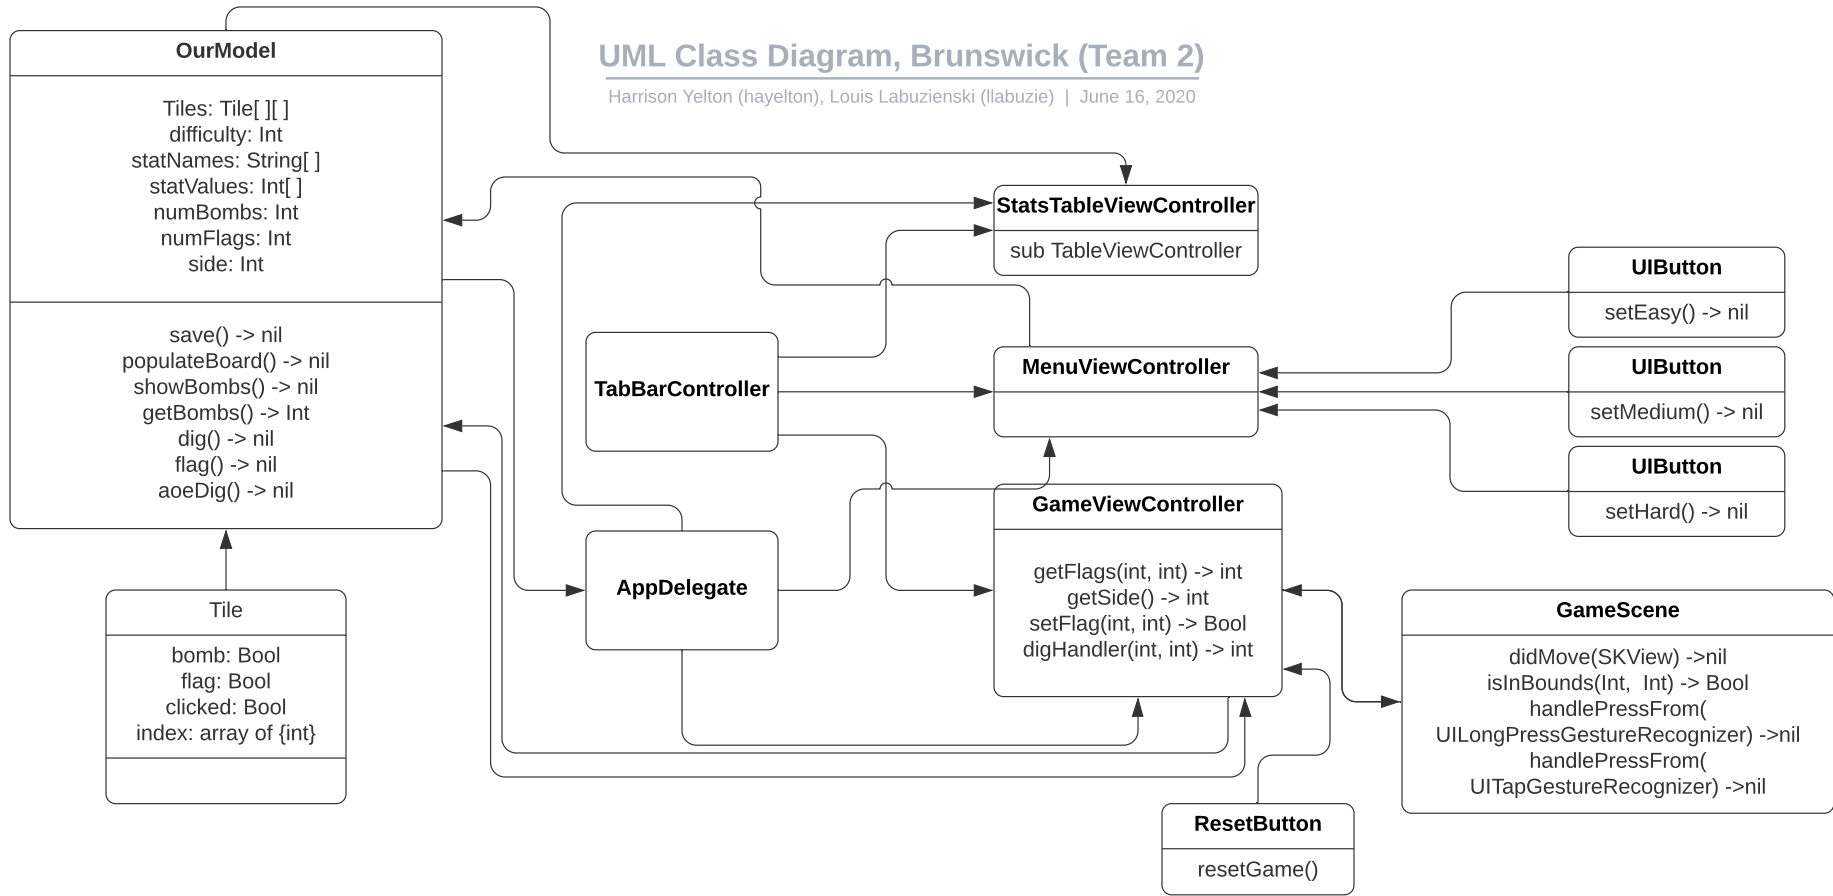 UML Class Diagram, Brunswick (Team 2)
Harrison Yelton (hayelton), Louis Labuzienski (llabuzie) | June 16, 2020
OurModel
Tiles: Tile[ ][ ]
difficulty: Int
statNames: String[ ]
statValues: Int[ ]
numBombs: Int
numFlags: Int
side: Int
save() -> nil
populateBoard() -> nil
showBombs() -> nil
getBombs() -> Int
dig() -> nil
flag() -> nil
aoeDig() -> nil
Tile
bomb: Bool
flag: Bool
clicked: Bool
index: array of {int}
TabBarController
AppDelegate
StatsTableViewController
sub TableViewController
MenuViewController
GameViewController
getFlags(int, int) -> int
getSide() -> int
setFlag(int, int) -> Bool
digHandler(int, int) -> int
UIButton
setEasy() -> nil
UIButton
setMedium() -> nil
UIButton
setHard() -> nil
GameScene
didMove(SKView) ->nil
isInBounds(Int,  Int) -> Bool
handlePressFrom(
UILongPressGestureRecognizer) ->nil
handlePressFrom(
UITapGestureRecognizer) ->nil
ResetButton
resetGame()